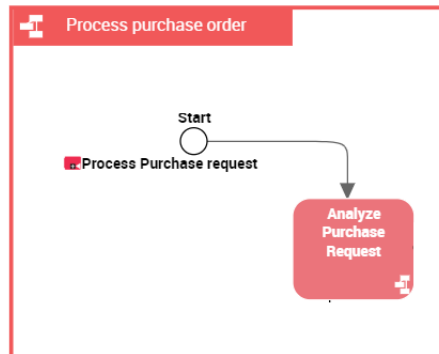 Process purchase order
Start
Process Purchase request
Analyze
Purchase
Request